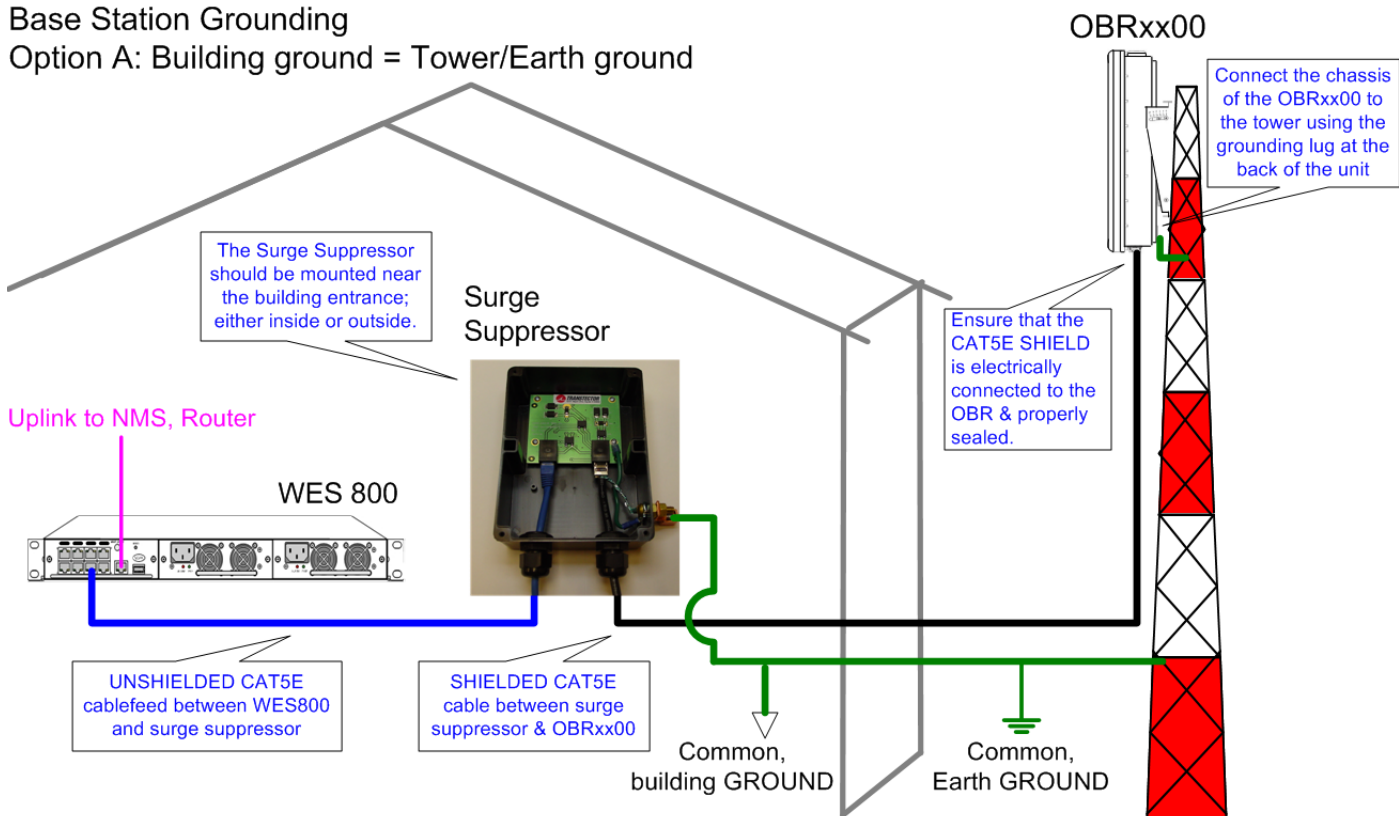 Base Station Grounding
Option A: Building ground = Tower/Earth ground
OBRxx00
Connect the chassis
of the OBRxx00 to
the tower using the
grounding lug at the
back of the unit
The Surge Suppressor
should be mounted near
the building entrance;
either inside or outside.
Surge
Suppressor
Ensure that the
CAT5E SHIELD
is electrically
connected to the
OBR & properly
sealed.
TRANSTECTOR
Uplink to NMS, Router
WES 800
UNSHIELDED CAT5E
cablefeed between WES800
and surge suppressor
SHIELDED CAT5E
cable between surge
suppressor & OBRxx00
Common,
building GROUND
Common,
Earth GROUND